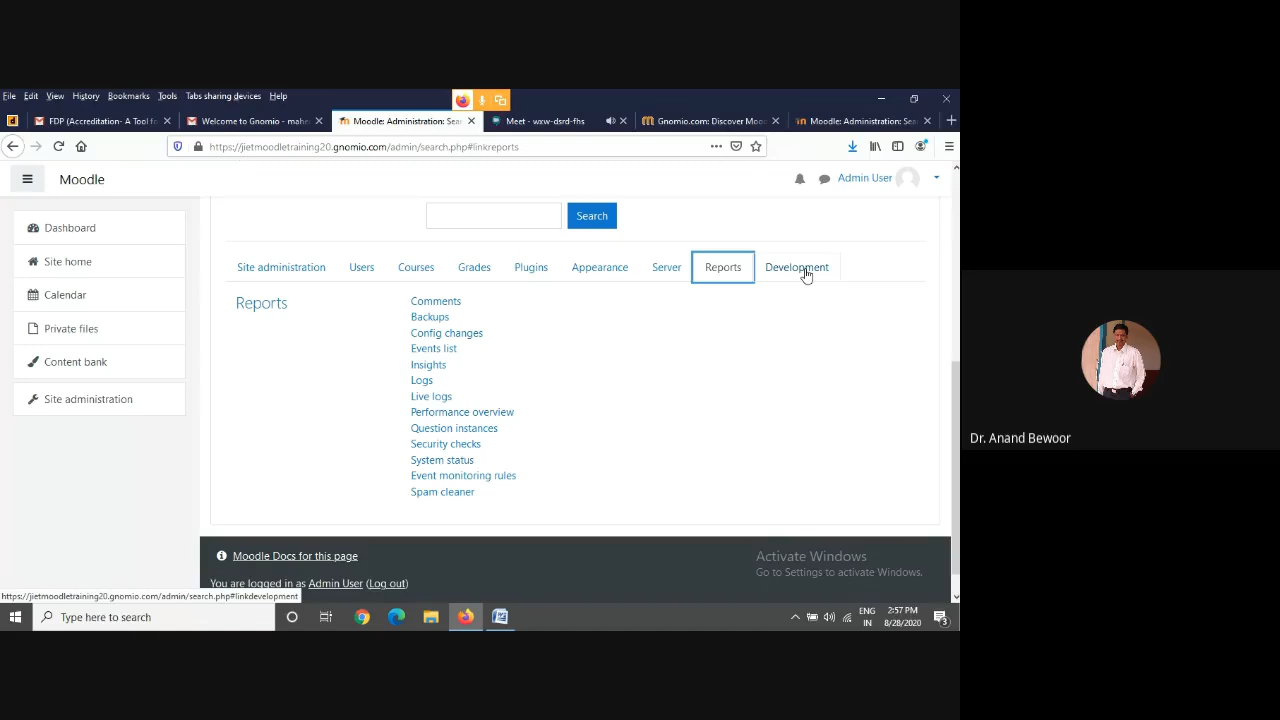 File Edit View History Bookmarks Tools Tabs sharing devices Help
FDP (Accreditation- A Tool fo
Welcome to Gnomio - mahe
Moodle: Administration: Sea
Meet - wxw-dsrd-fhs
Gnomio.com: Discover Moo
Moodle: Administration: Sea
https://jietmoodletraining20.gnomio.com/admin/search.php#linkreports
Moodle
Admin User
Dashboard
Site home
Calendar
Private files
Content bank
Site administration
Search
Site administration Users Courses Grades Plugins Appearance Server Reports Development
Reports
Comments
Backups
Config changes
Events list
Insights
Logs
Live logs
Performance overview
Question instances
Security checks
System status
Event monitoring rules
Spam cleaner
Moodle Docs for this page
You are logged in as Admin User (Log out)
Activate Windows
Go to Settings to activate Windows.
https://jietmoodletraining20.gnomio.com/admin/search.php#linkdevelopment
Type here to search
ENG
IN
2:57 PM
8/28/2020
3
Dr. Anand Bewoor